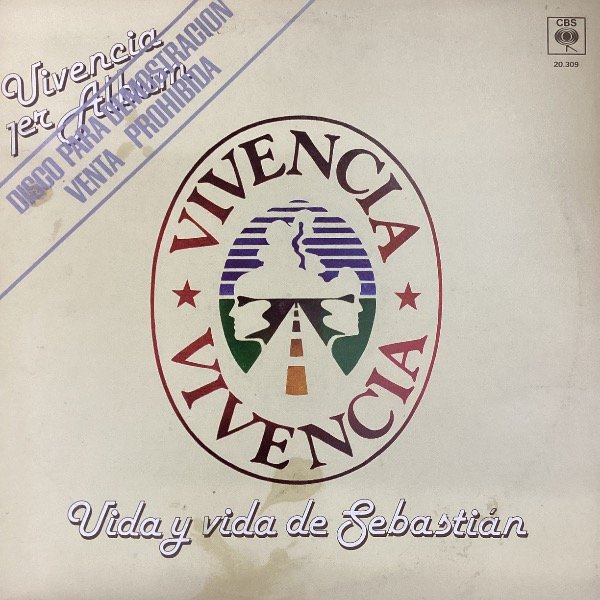 Vivencia
1er Album
DISCO PARA DEMOSTRACION
VENTA PROHIBIDA
CBS
20.309
VIVENCIA
VIVENCIA
Vida y vida de Sebastián